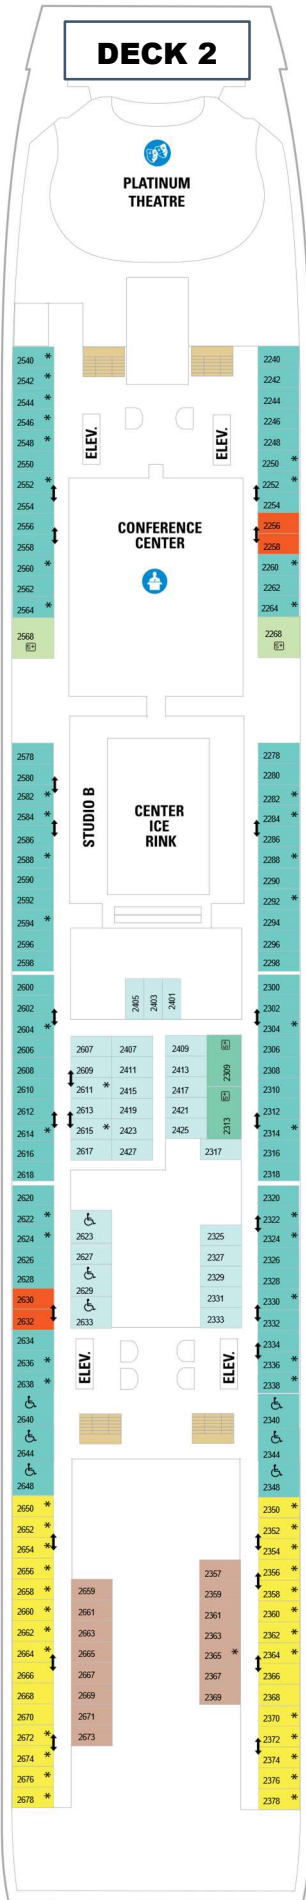 DECK 2
PLATINUM
THEATRE
2540 * 2240
2542 * 2242
2544 * 2244
2546 * ELEV. ELEV. 2246
2548 * 2248
2550 2250 *
2552 * 2252 *
2554 2254
2556 CONFERENCE 2256
2558 CENTER 2258
2560 * 2260 *
2562 2262
2564 * 2264 *
2568 2268
2578 2278
2580 2280
2582 * 2282 *
2584 * STUDIO B CENTER 2284 *
2586 ICE 2286
2588 * RINK 2288 *
2590 2290
2592 2292 *
2594 * 2294
2596 2296
2598 2298
2600 2300
2602 2405 2403 2401 2302
2604 * 2304 *
2606 2607 2407 2409 2306
2608 2609 2411 2413 2309 2308
2610 2611 * 2415 2417 2310
2612 2613 2419 2421 2312
2614 * 2615 * 2423 2425 2313 2314 *
2616 2617 2427 2317 2316
2618 2318
2620 2320
2622 * 2322 *
2624 * 2623 2325 2324 *
2626 2627 2327 2326
2628 2629 2329 2328
2630 2331 2330 *
2632 2633 2333 2332
2634 2334
2636 * ELEV. ELEV. 2336 *
2638 * 2338 *
2640 2340
2644 2344
2648 2348
2650 * 2350 *
2652 * 2352 *
2654 * 2354 *
2656 * 2357 2356 *
2658 * 2659 2359 2358 *
2660 * 2661 2361 2360 *
2662 * 2663 2363 2362 *
2664 * 2665 2365 * 2364 *
2666 2667 2367 2366
2668 2669 2369 2368
2670 2671 2370 *
2672 * 2673 2372 *
2674 * 2374 *
2676 * 2376 *
2678 * 2378 *